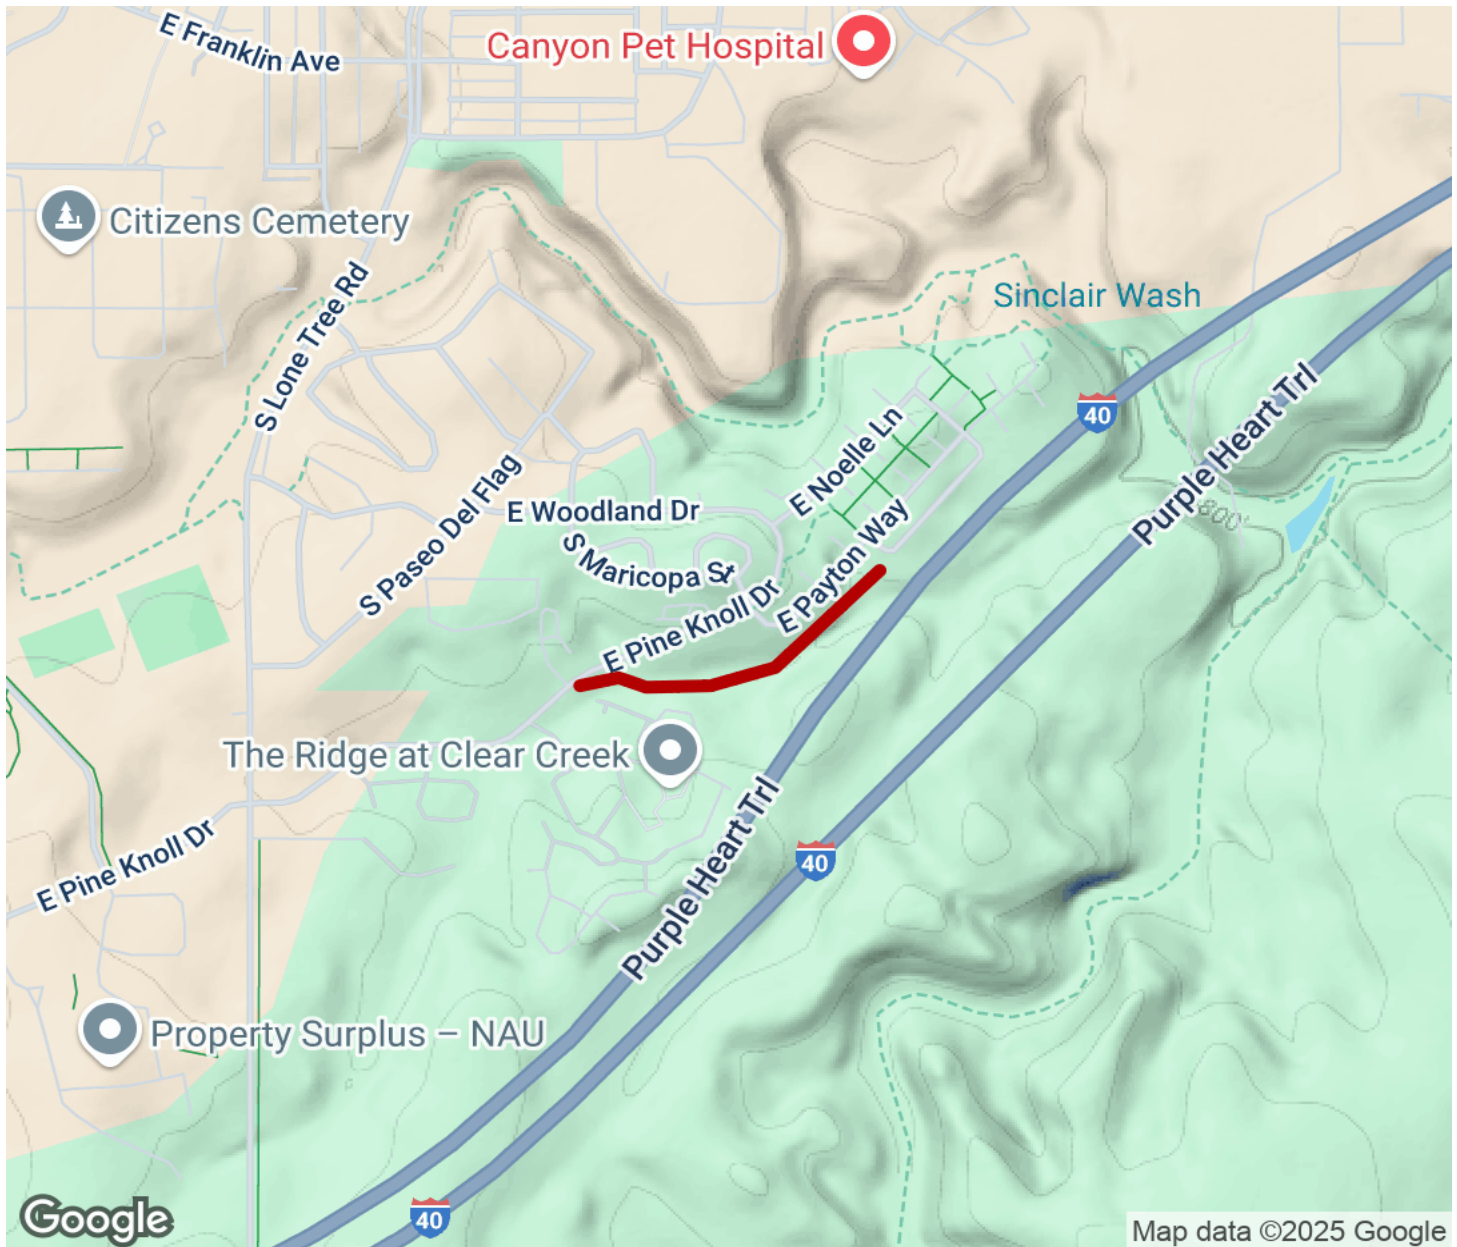 E Franklin Ave
Canyon Pet Hospital
Citizens Cemetery
S Lone Tree Rd
Sinclair Wash
40
Purple Heart Trl
E Noelle Ln
S Paseo Del Flag
E Woodland Dr
800'
S Maricopa St
E Payton Way
E Pine Knoll Dr
The Ridge at Clear Creek
Purple Heart Trl
40
E Pine Knoll Dr
Property Surplus – NAU
40
Google
Map data ©2025 Google